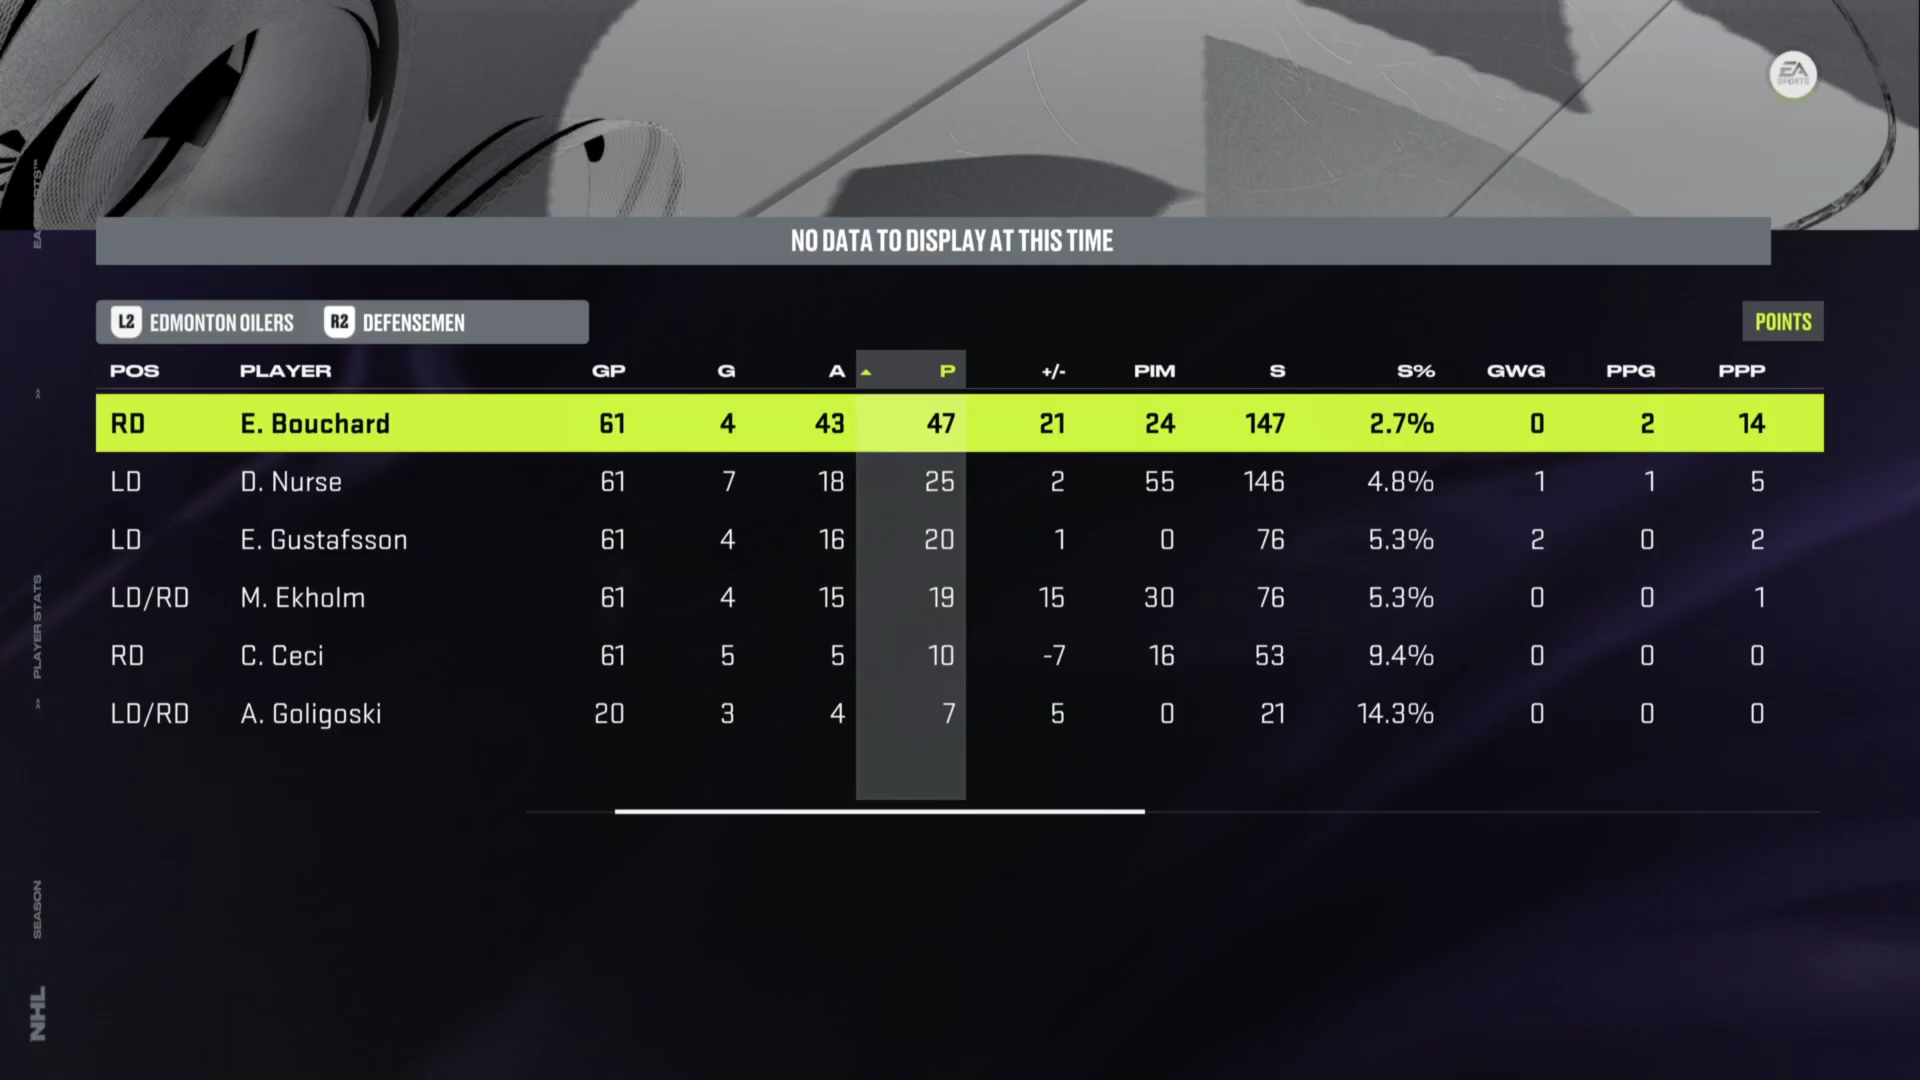 EA SPORTS
NO DATA TO DISPLAY AT THIS TIME
L2 EDMONTON OILERS R2 DEFENSEMEN
POINTS
POS PLAYER GP G A P +/- PIM S S% GWG PPG PPP
RD E. Bouchard 61 4 43 47 21 24 147 2.7% 0 2 14
LD D. Nurse 61 7 18 25 2 55 146 4.8% 1 1 5
LD E. Gustafsson 61 4 16 20 1 0 76 5.3% 2 0 2
LD/RD M. Ekholm 61 4 15 19 15 30 76 5.3% 0 0 1
RD C. Ceci 61 5 5 10 -7 16 53 9.4% 0 0 0
LD/RD A. Goligoski 20 3 4 7 5 0 21 14.3% 0 0 0
NHL
SEASON
PLAYER STATS